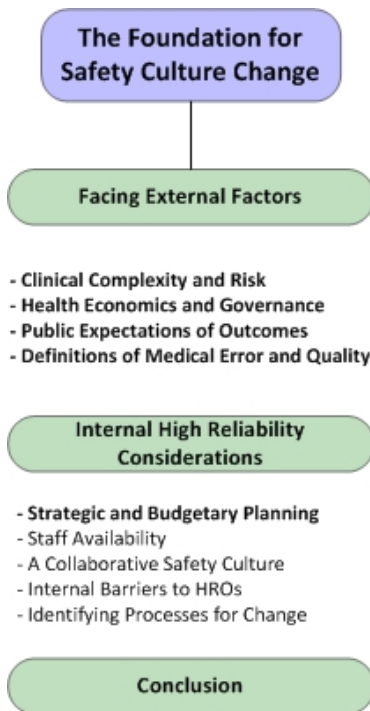 The Foundation for
Safety Culture Change
Facing External Factors
- Clinical Complexity and Risk
- Health Economics and Governance
- Public Expectations of Outcomes
- Definitions of Medical Error and Quality
Internal High Reliability
Considerations
- Strategic and Budgetary Planning
- Staff Availability
- A Collaborative Safety Culture
- Internal Barriers to HROs
- Identifying Processes for Change
Conclusion